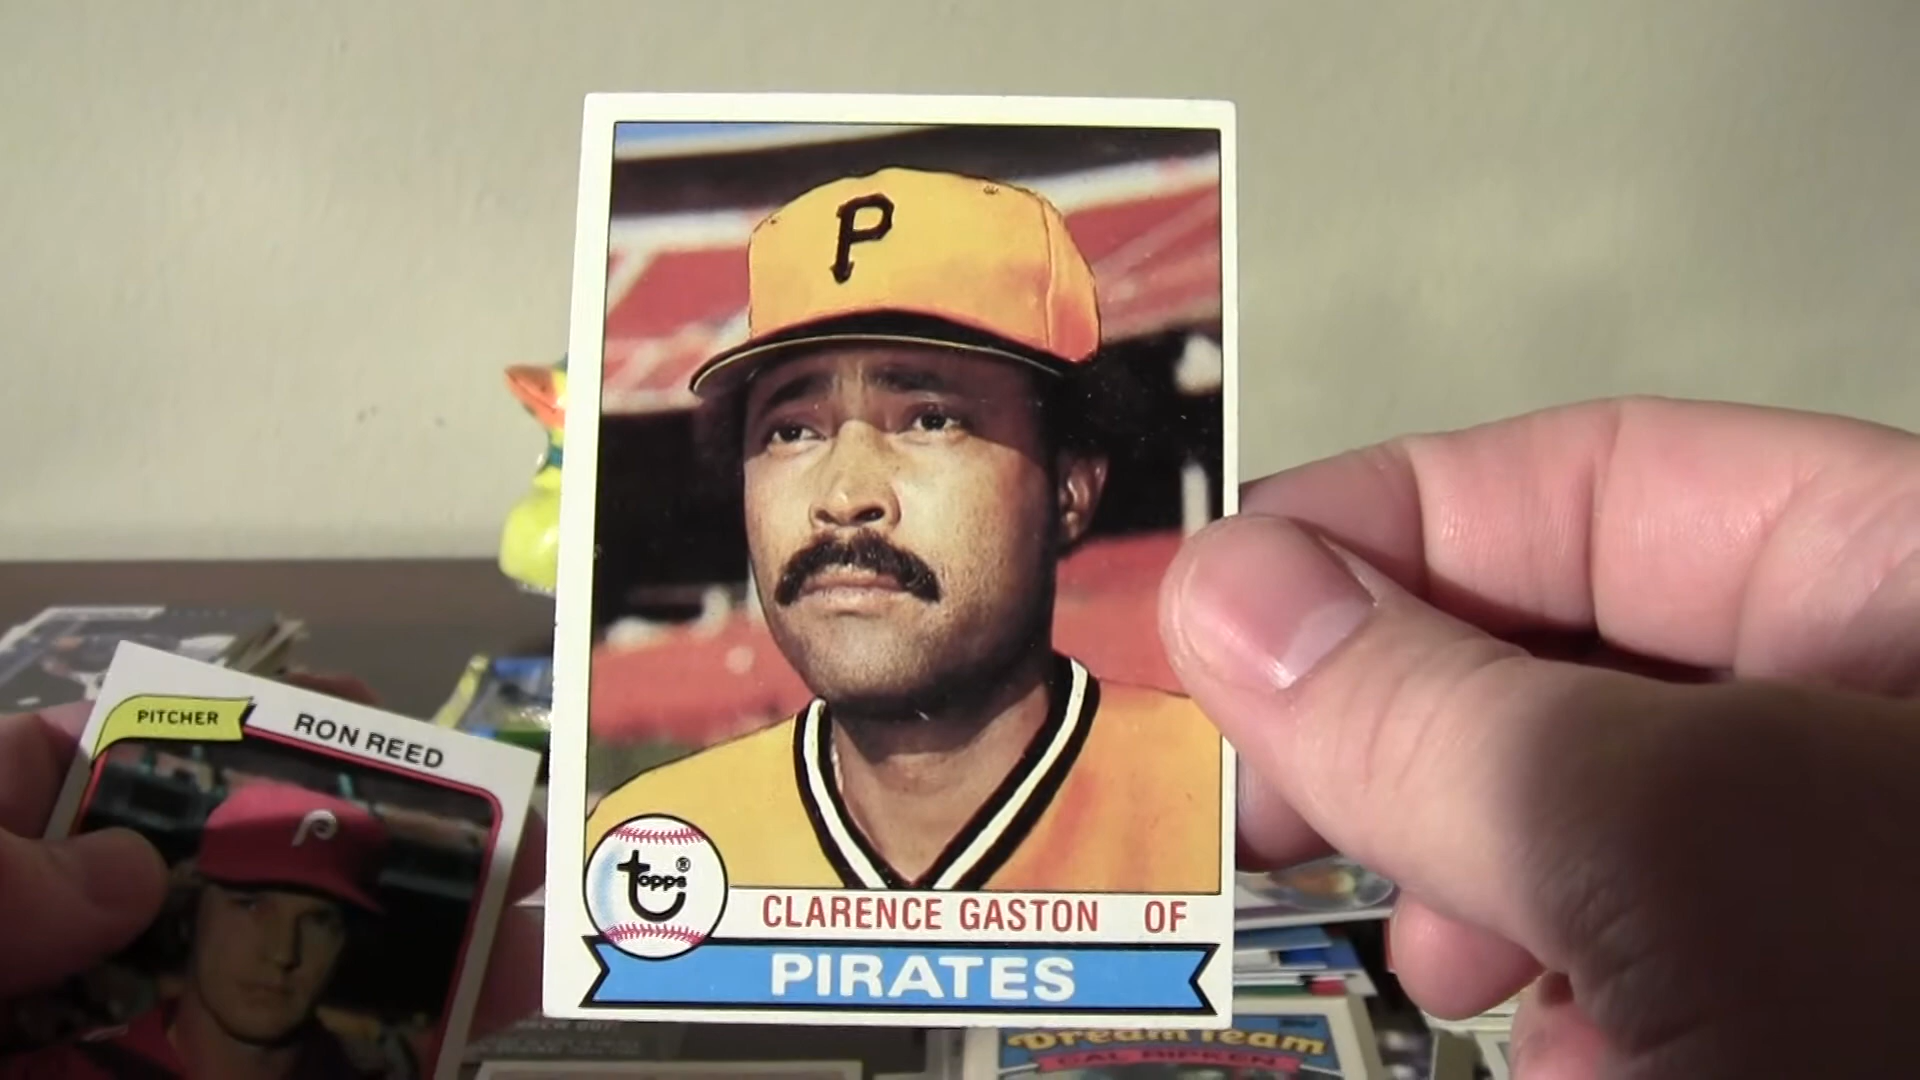 P
topps®
CLARENCE GASTON OF
PIRATES
PITCHER
RON REED
P
Dream Team
CAL RIPKEN